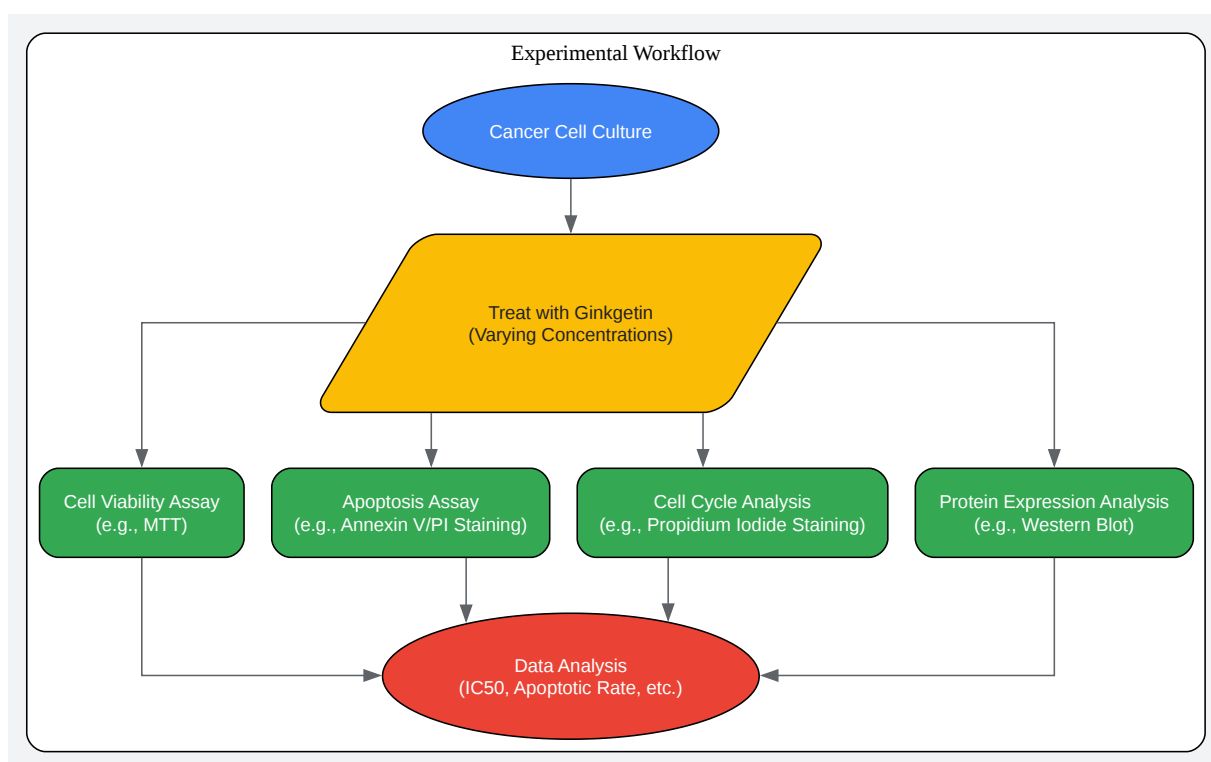 Experimental Workflow
Cancer Cell Culture
Treat with Ginkgetin
(Varying Concentrations)
Cell Viability Assay
(e.g., MTT)
Apoptosis Assay
(e.g., Annexin V/PI Staining)
Cell Cycle Analysis
(e.g., Propidium Iodide Staining)
Protein Expression Analysis
(e.g., Western Blot)
Data Analysis
(IC50, Apoptotic Rate, etc.)